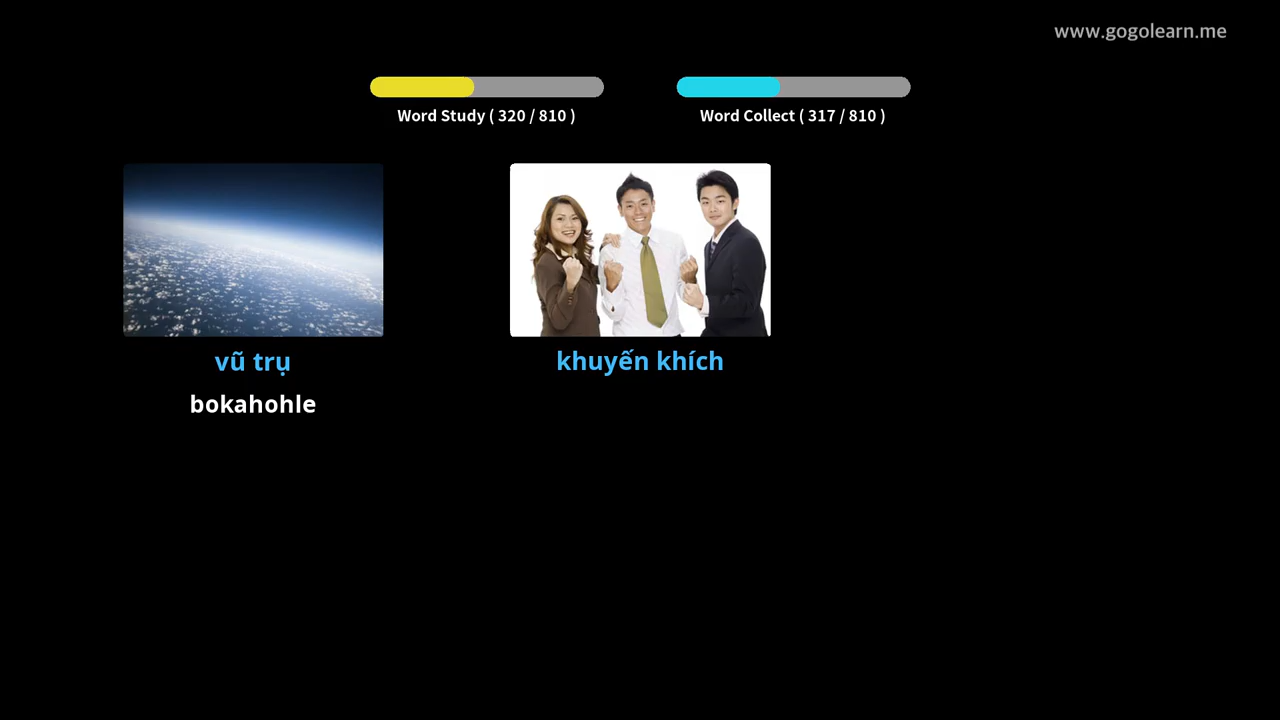 www.gogolearn.me
Word Study ( 320 / 810 )
Word Collect ( 317 / 810 )
vũ trụ
khuyến khích
bokahohle